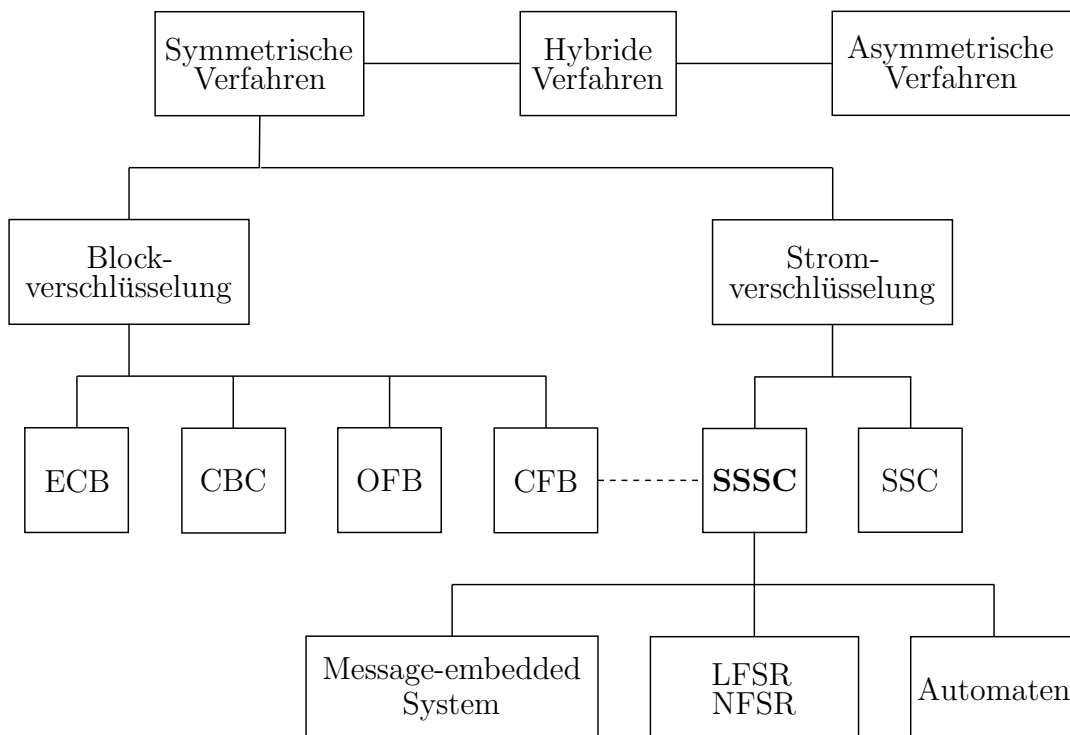 Symmetrische
Verfahren
Hybride
Verfahren
Asymmetrische
Verfahren
Block-
verschlüsselung
Strom-
verschlüsselung
ECB
CBC
OFB
CFB
SSSC
SSC
Message-embedded
System
LFSR
NFSR
Automaten